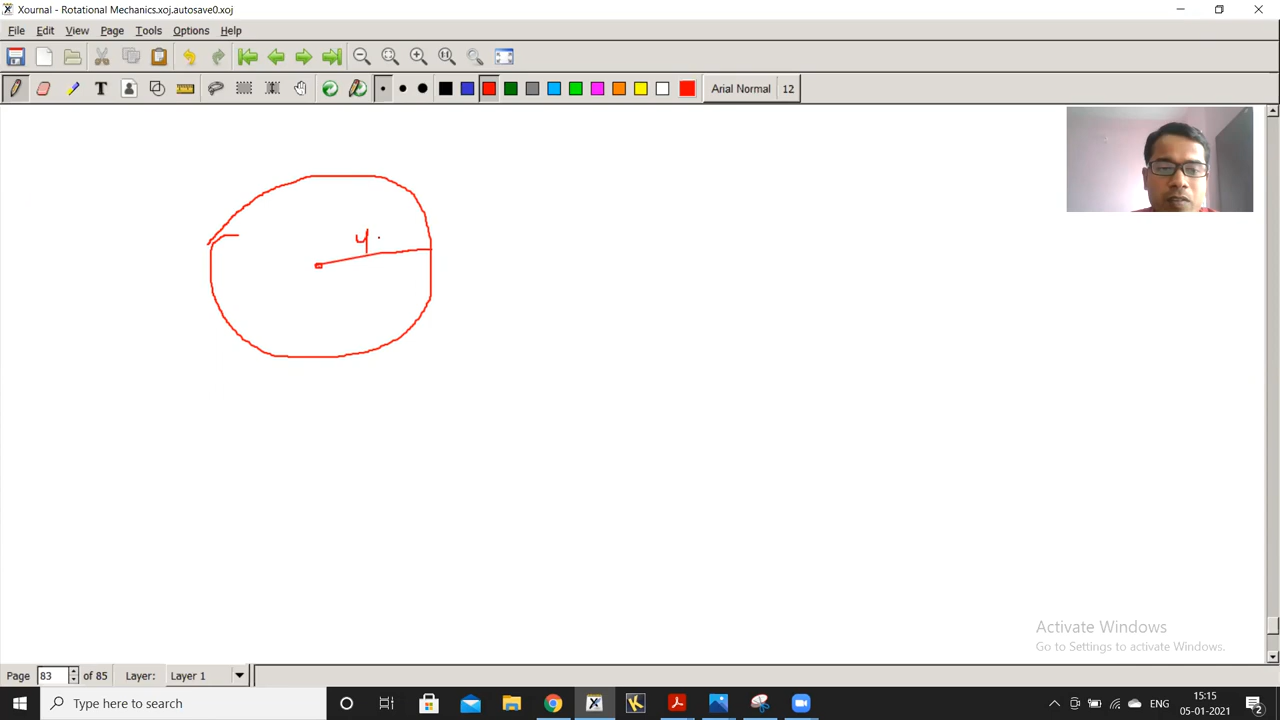 Xournal - Rotational Mechanics.xoj.autosave0.xoj
File Edit View Page Tools Options Help
T
Arial Normal 12
4.
Activate Windows
Go to Settings to activate Windows.
Page 83 of 85 Layer: Layer 1
Type here to search
ENG
15:15
05-01-2021
2